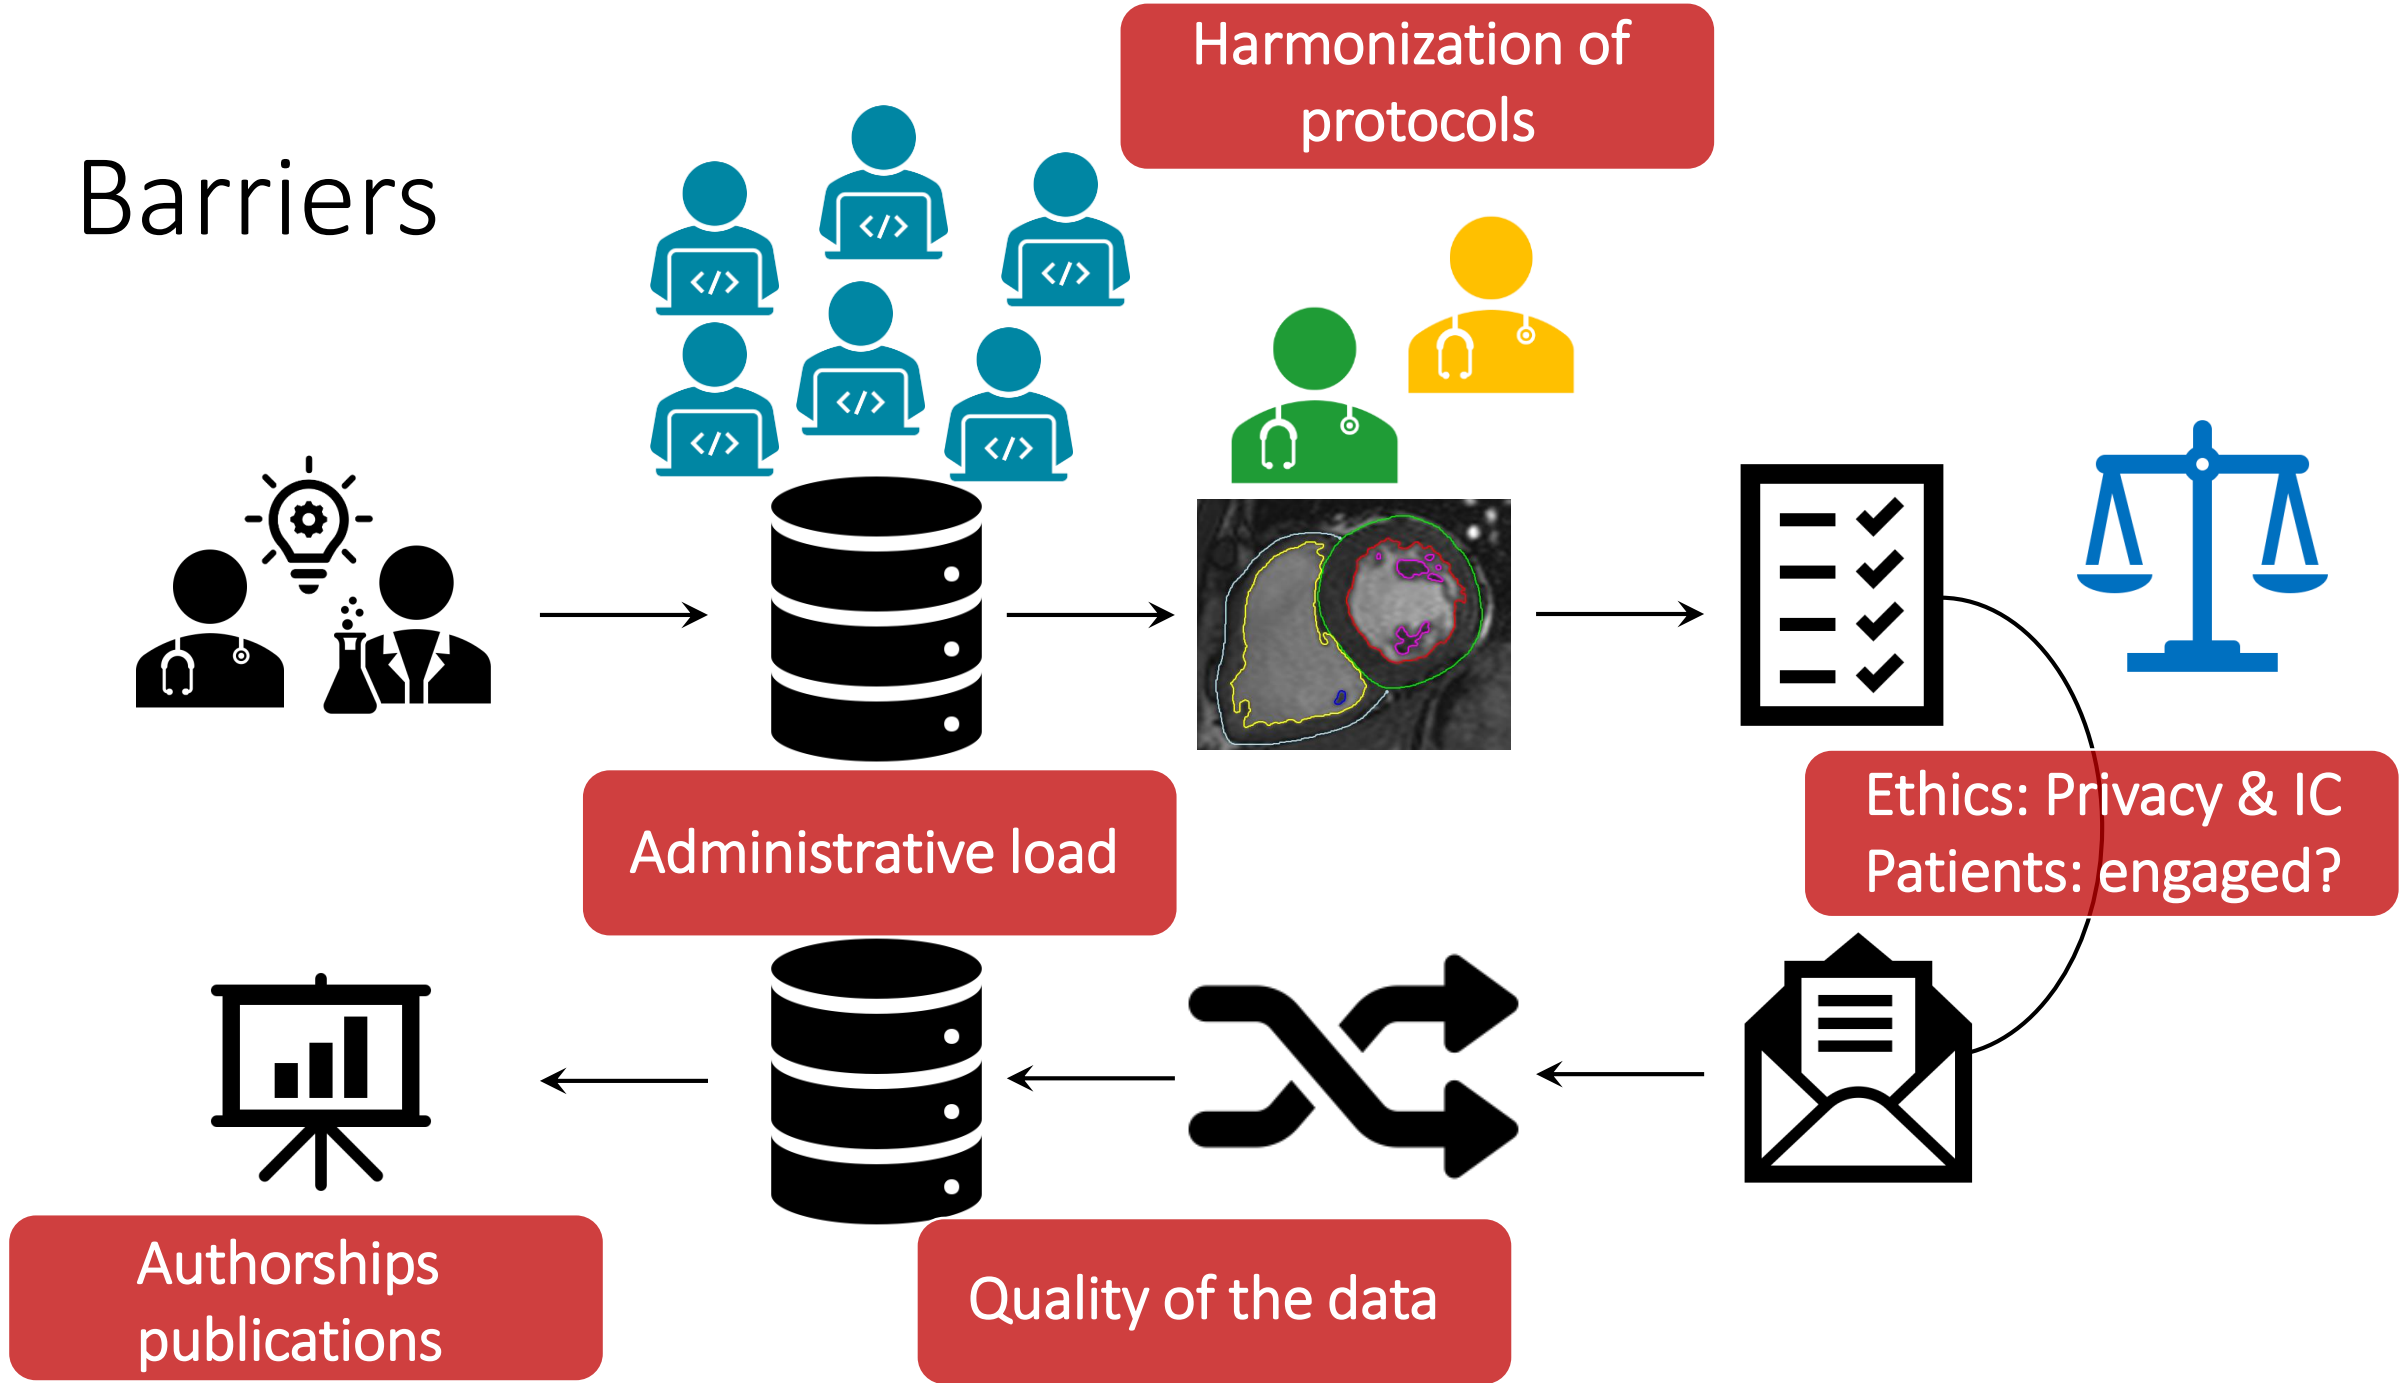 Harmonization of
protocols
Barriers
</>
</>
</>
</>
</>
</>
Ethics: Privacy & IC
Patients: engaged?
Administrative load
Authorships
publications
Quality of the data